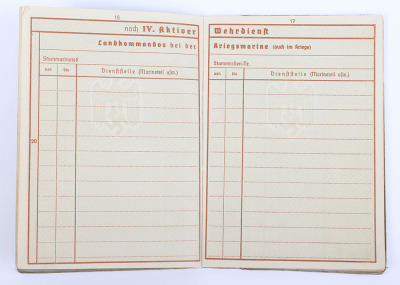 16
noch IV. Aktiver
Landkommandos bei der
Stammarineteil
von bis Dienststelle (Marineteil usw.)
20
17
Wehrdienst
Kriegsmarine (auch im Kriege)
Stammrollen-Nr.
von bis Dienststelle (Marineteil usw.)